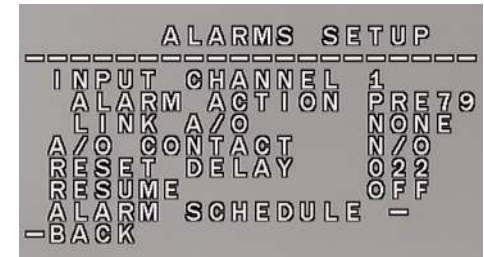 ALARMS SETUP
INPUT CHANNEL 1
ALARM ACTION PRE79
LINK A/O NONE
A/O CONTACT N/O
RESET DELAY 022
RESUME OFF
ALARM SCHEDULE –
–BACK